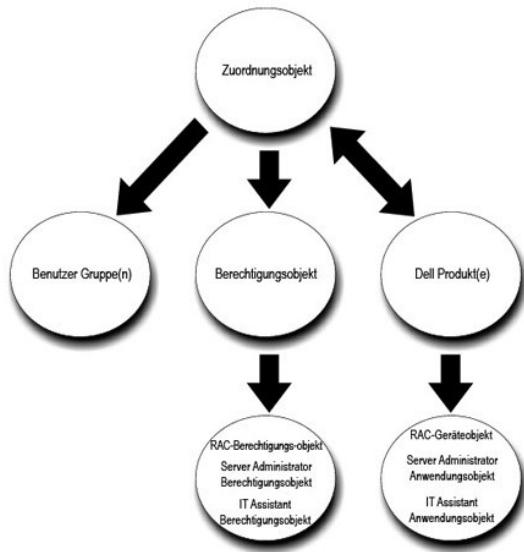 Zuordnungsobjekt
Benutzer Gruppe(n)
Berechtigungsobjekt
Dell Produkt(e)
RAC-Berechtigungs-objekt
Server Administrator
Berechtigungsobjekt
IT Assistant
Berechtigungsobjekt
RAC-Geräteobjekt
Server Administrator
Anwendungsobjekt
IT Assistant
Anwendungsobjekt